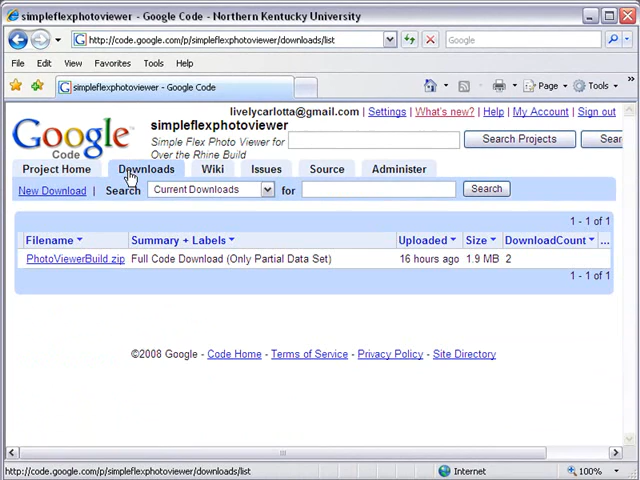 simpleflexphotoviewer - Google Code - Northern Kentucky University
http://code.google.com/p/simpleflexphotoviewer/downloads/list
Google
File Edit View Favorites Tools Help
simpleflexphotoviewer - Google Code
Page Tools
livelycarlotta@gmail.com | Settings | What's new? | Help | My Account | Sign out
Google
Code
simpleflexphotoviewer
Simple Flex Photo Viewer for
Over the Rhine Build
Search Projects
Sear
Project Home Downloads Wiki Issues Source Administer
New Download | Search Current Downloads for Search
1 - 1 of 1
Filename Summary + Labels Uploaded Size DownloadCount ...
PhotoViewerBuild.zip Full Code Download (Only Partial Data Set) 16 hours ago 1.9 MB 2
1 - 1 of 1
©2008 Google - Code Home - Terms of Service - Privacy Policy - Site Directory
http://code.google.com/p/simpleflexphotoviewer/downloads/list Internet 100%